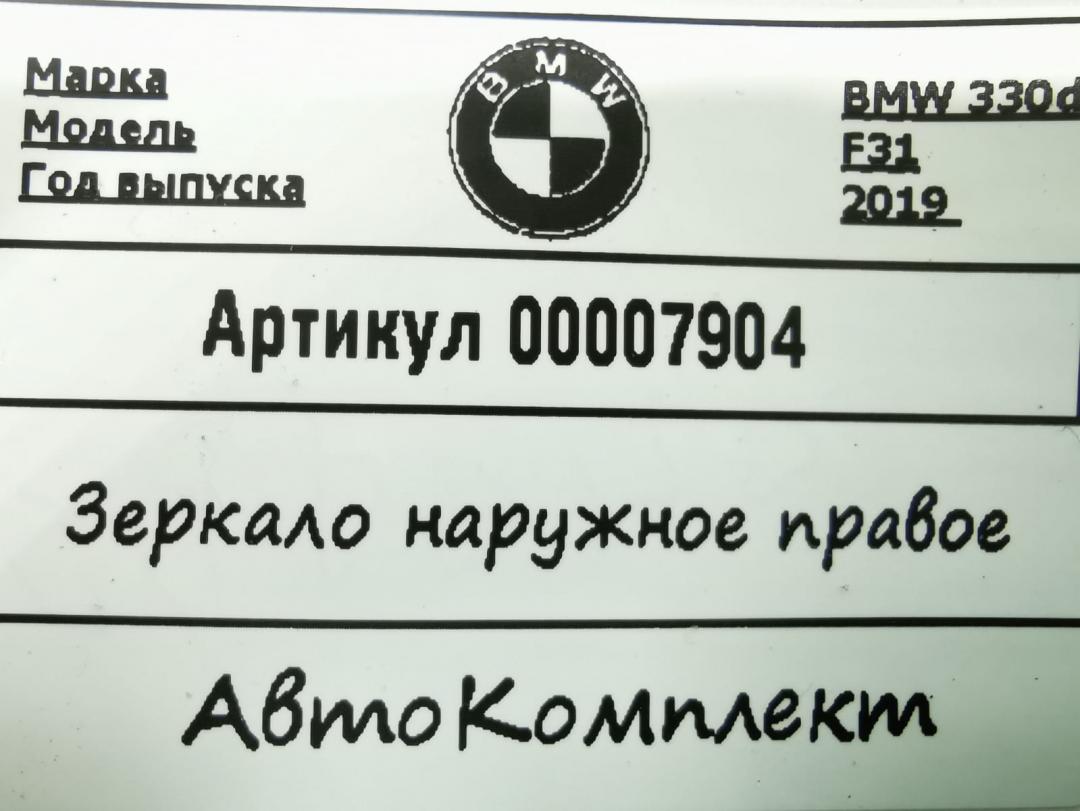 Марка
Модель
Год выпуска
BMW
BMW 330d
F31
2019
Артикул 00007904
Зеркало наружное правое
АвтоКомплект